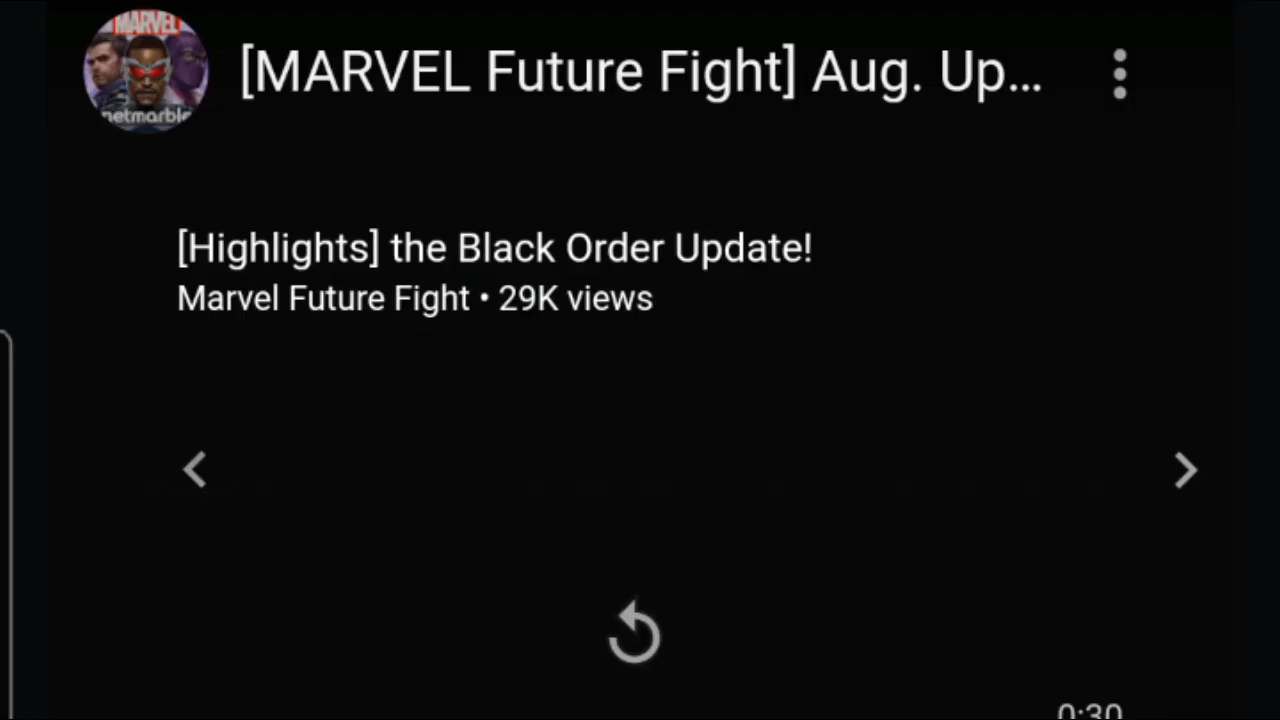 MARVEL
netmarble
[MARVEL Future Fight] Aug. Up...
[Highlights] the Black Order Update!
Marvel Future Fight • 29K views
0:30